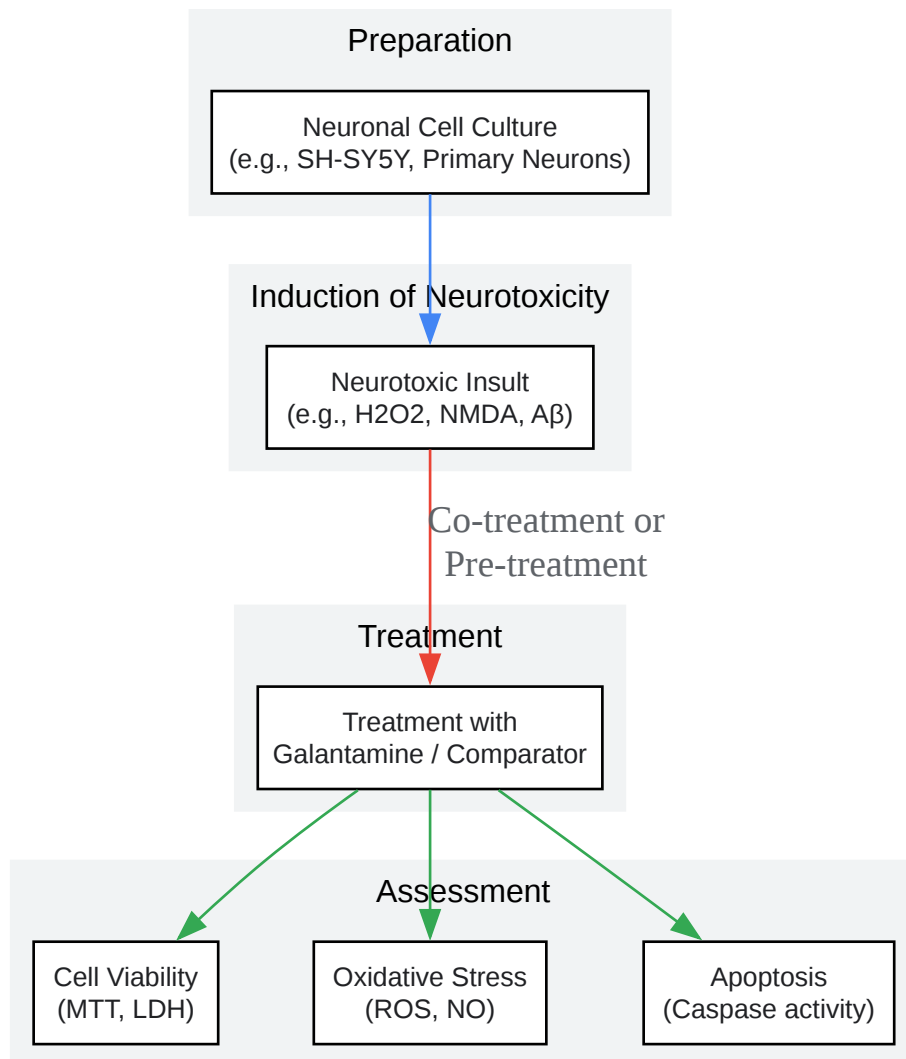 Preparation
Neuronal Cell Culture
(e.g., SH-SY5Y, Primary Neurons)
Induction of Neurotoxicity
Neurotoxic Insult
(e.g., H2O2, NMDA, Aβ)
Co-treatment or
Pre-treatment
Treatment
Treatment with
Galantamine / Comparator
Assessment
Cell Viability
(MTT, LDH)
Oxidative Stress
(ROS, NO)
Apoptosis
(Caspase activity)